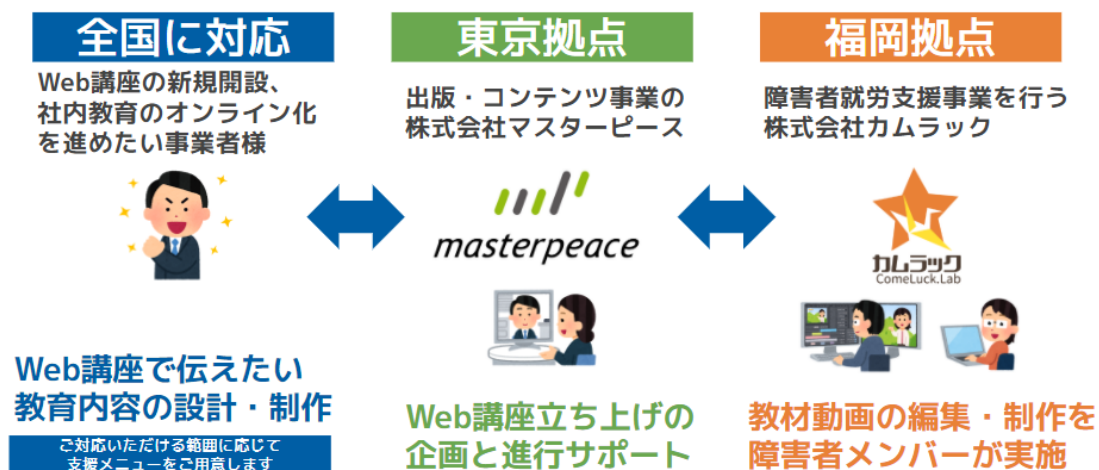 全国に対応
Web講座の新規開設、
社内教育のオンライン化
を進めたい事業者様
Web講座で伝えたい
教育内容の設計・制作
ご対応いただける範囲に応じて
支援メニューをご用意します
東京拠点
出版・コンテンツ事業の
株式会社マスターピース
masterpeace
Web講座立ち上げの
企画と進行サポート
福岡拠点
障害者就労支援事業を行う
株式会社カムラック
カムラック
ComeLuck.Lab
教材動画の編集・制作を
障害者メンバーが実施